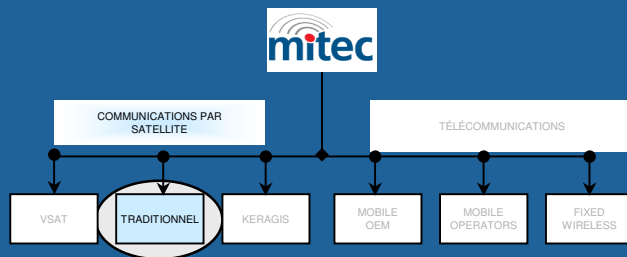 mitec
COMMUNICATIONS PAR
SATELLITE
TÉLÉCOMMUNICATIONS
VSAT
TRADITIONNEL
KERAGIS
MOBILE
OEM
MOBILE
OPERATORS
FIXED
WIRELESS